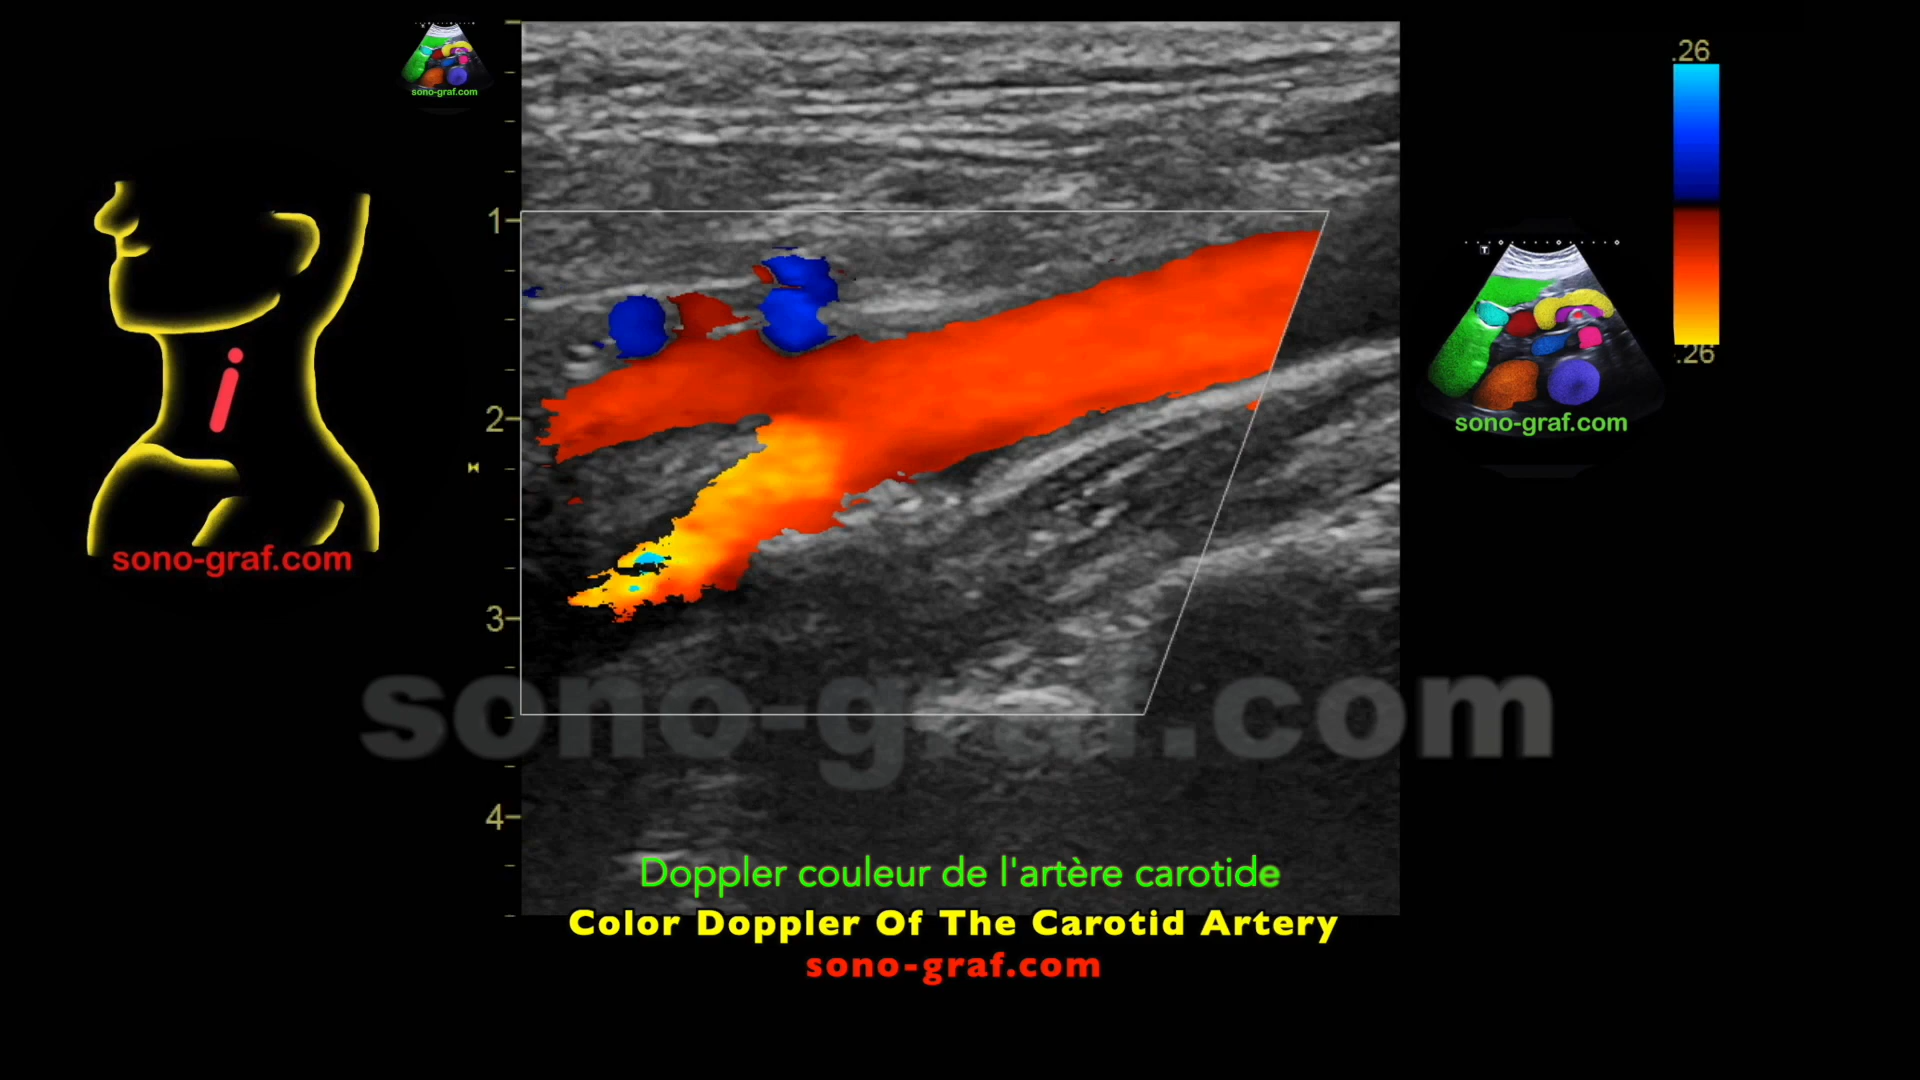 sono-graf.com
.26
1
2
3
4
sono-graf.com
T
sono-graf.com
.26
sono-graf.com
Doppler couleur de l'artère carotide
Color Doppler Of The Carotid Artery
sono-graf.com